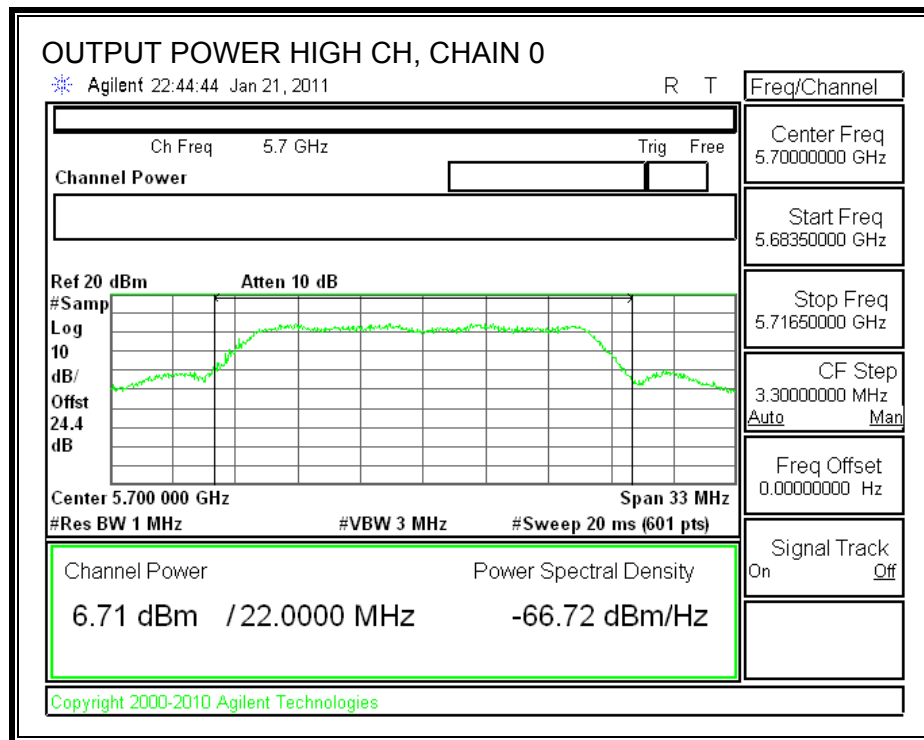 OUTPUT POWER HIGH CH, CHAIN 0
Agilent 22:44:44 Jan 21, 2011 R T
Freq/Channel
Ch Freq 5.7 GHz Trig Free
Channel Power
Center Freq
5.70000000 GHz
Start Freq
5.68350000 GHz
Stop Freq
5.71650000 GHz
CF Step
3.30000000 MHz
Auto Man
Freq Offset
0.00000000 Hz
Signal Track
On Off
Ref 20 dBm Atten 10 dB
#Samp
Log
10
dB/
Offst
24.4
dB
Center 5.700 000 GHz Span 33 MHz
#Res BW 1 MHz #VBW 3 MHz #Sweep 20 ms (601 pts)
Channel Power Power Spectral Density
6.71 dBm / 22.0000 MHz -66.72 dBm/Hz
Copyright 2000-2010 Agilent Technologies